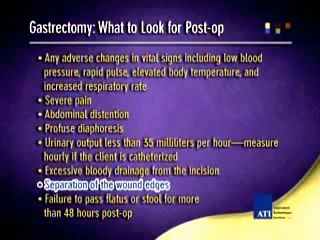 Gastrectomy: What to Look for Post-op
• Any adverse changes in vital signs including low blood
pressure, rapid pulse, elevated body temperature, and
increased respiratory rate
• Severe pain
• Abdominal distention
• Profuse diaphoresis
• Urinary output less than 35 milliliters per hour—measure
hourly if the client is catheterized
• Excessive bloody drainage from the incision
• Separation of the wound edges
• Failure to pass flatus or stool for more
than 48 hours post-op
ATI